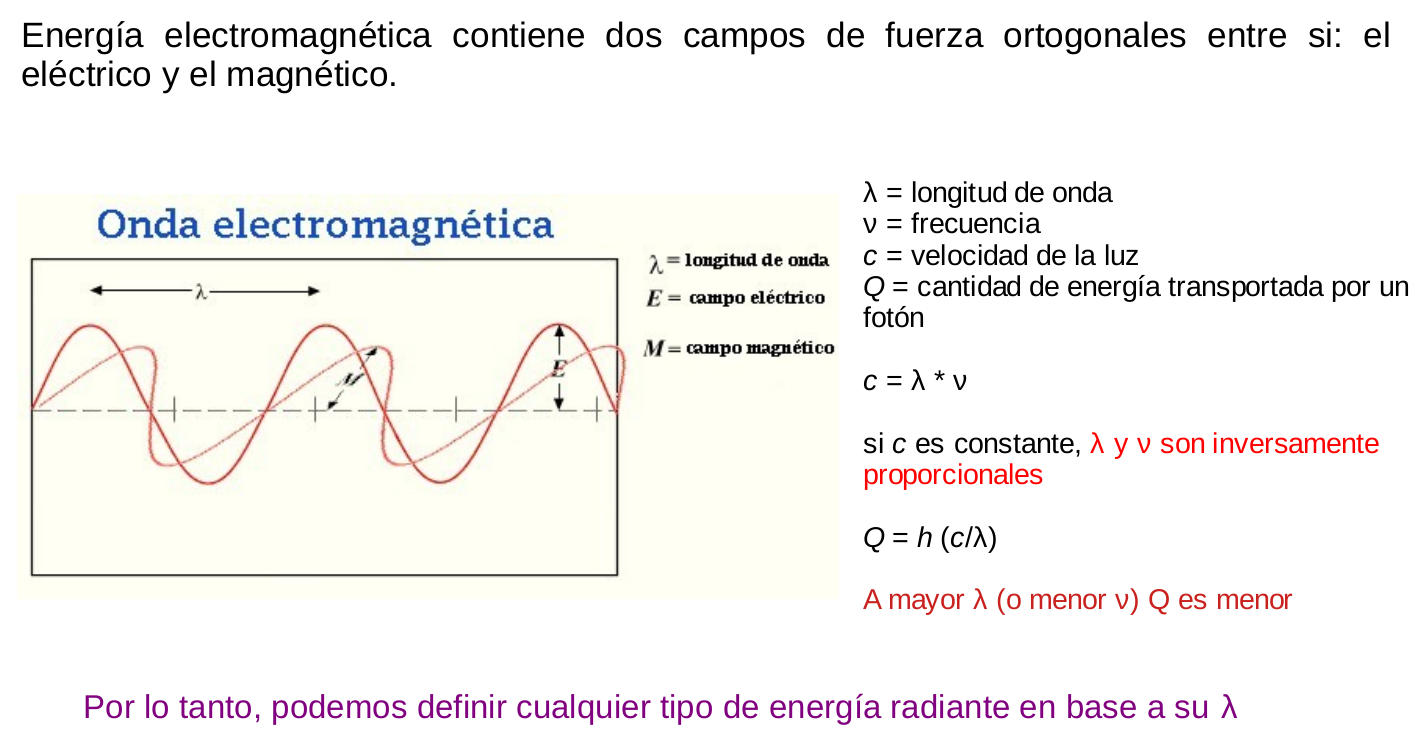 Energía electromagnética contiene dos campos de fuerza ortogonales entre si: el
eléctrico y el magnético.
Onda electromagnética
λ = longitud de onda
E = campo eléctrico
M = campo magnético
λ
M
E
λ = longitud de onda
ν = frecuencia
c = velocidad de la luz
Q = cantidad de energía transportada por un
fotón
c = λ * ν
si c es constante, λ y ν son inversamente
proporcionales
Q = h (c/λ)
A mayor λ (o menor ν) Q es menor
Por lo tanto, podemos definir cualquier tipo de energía radiante en base a su λ